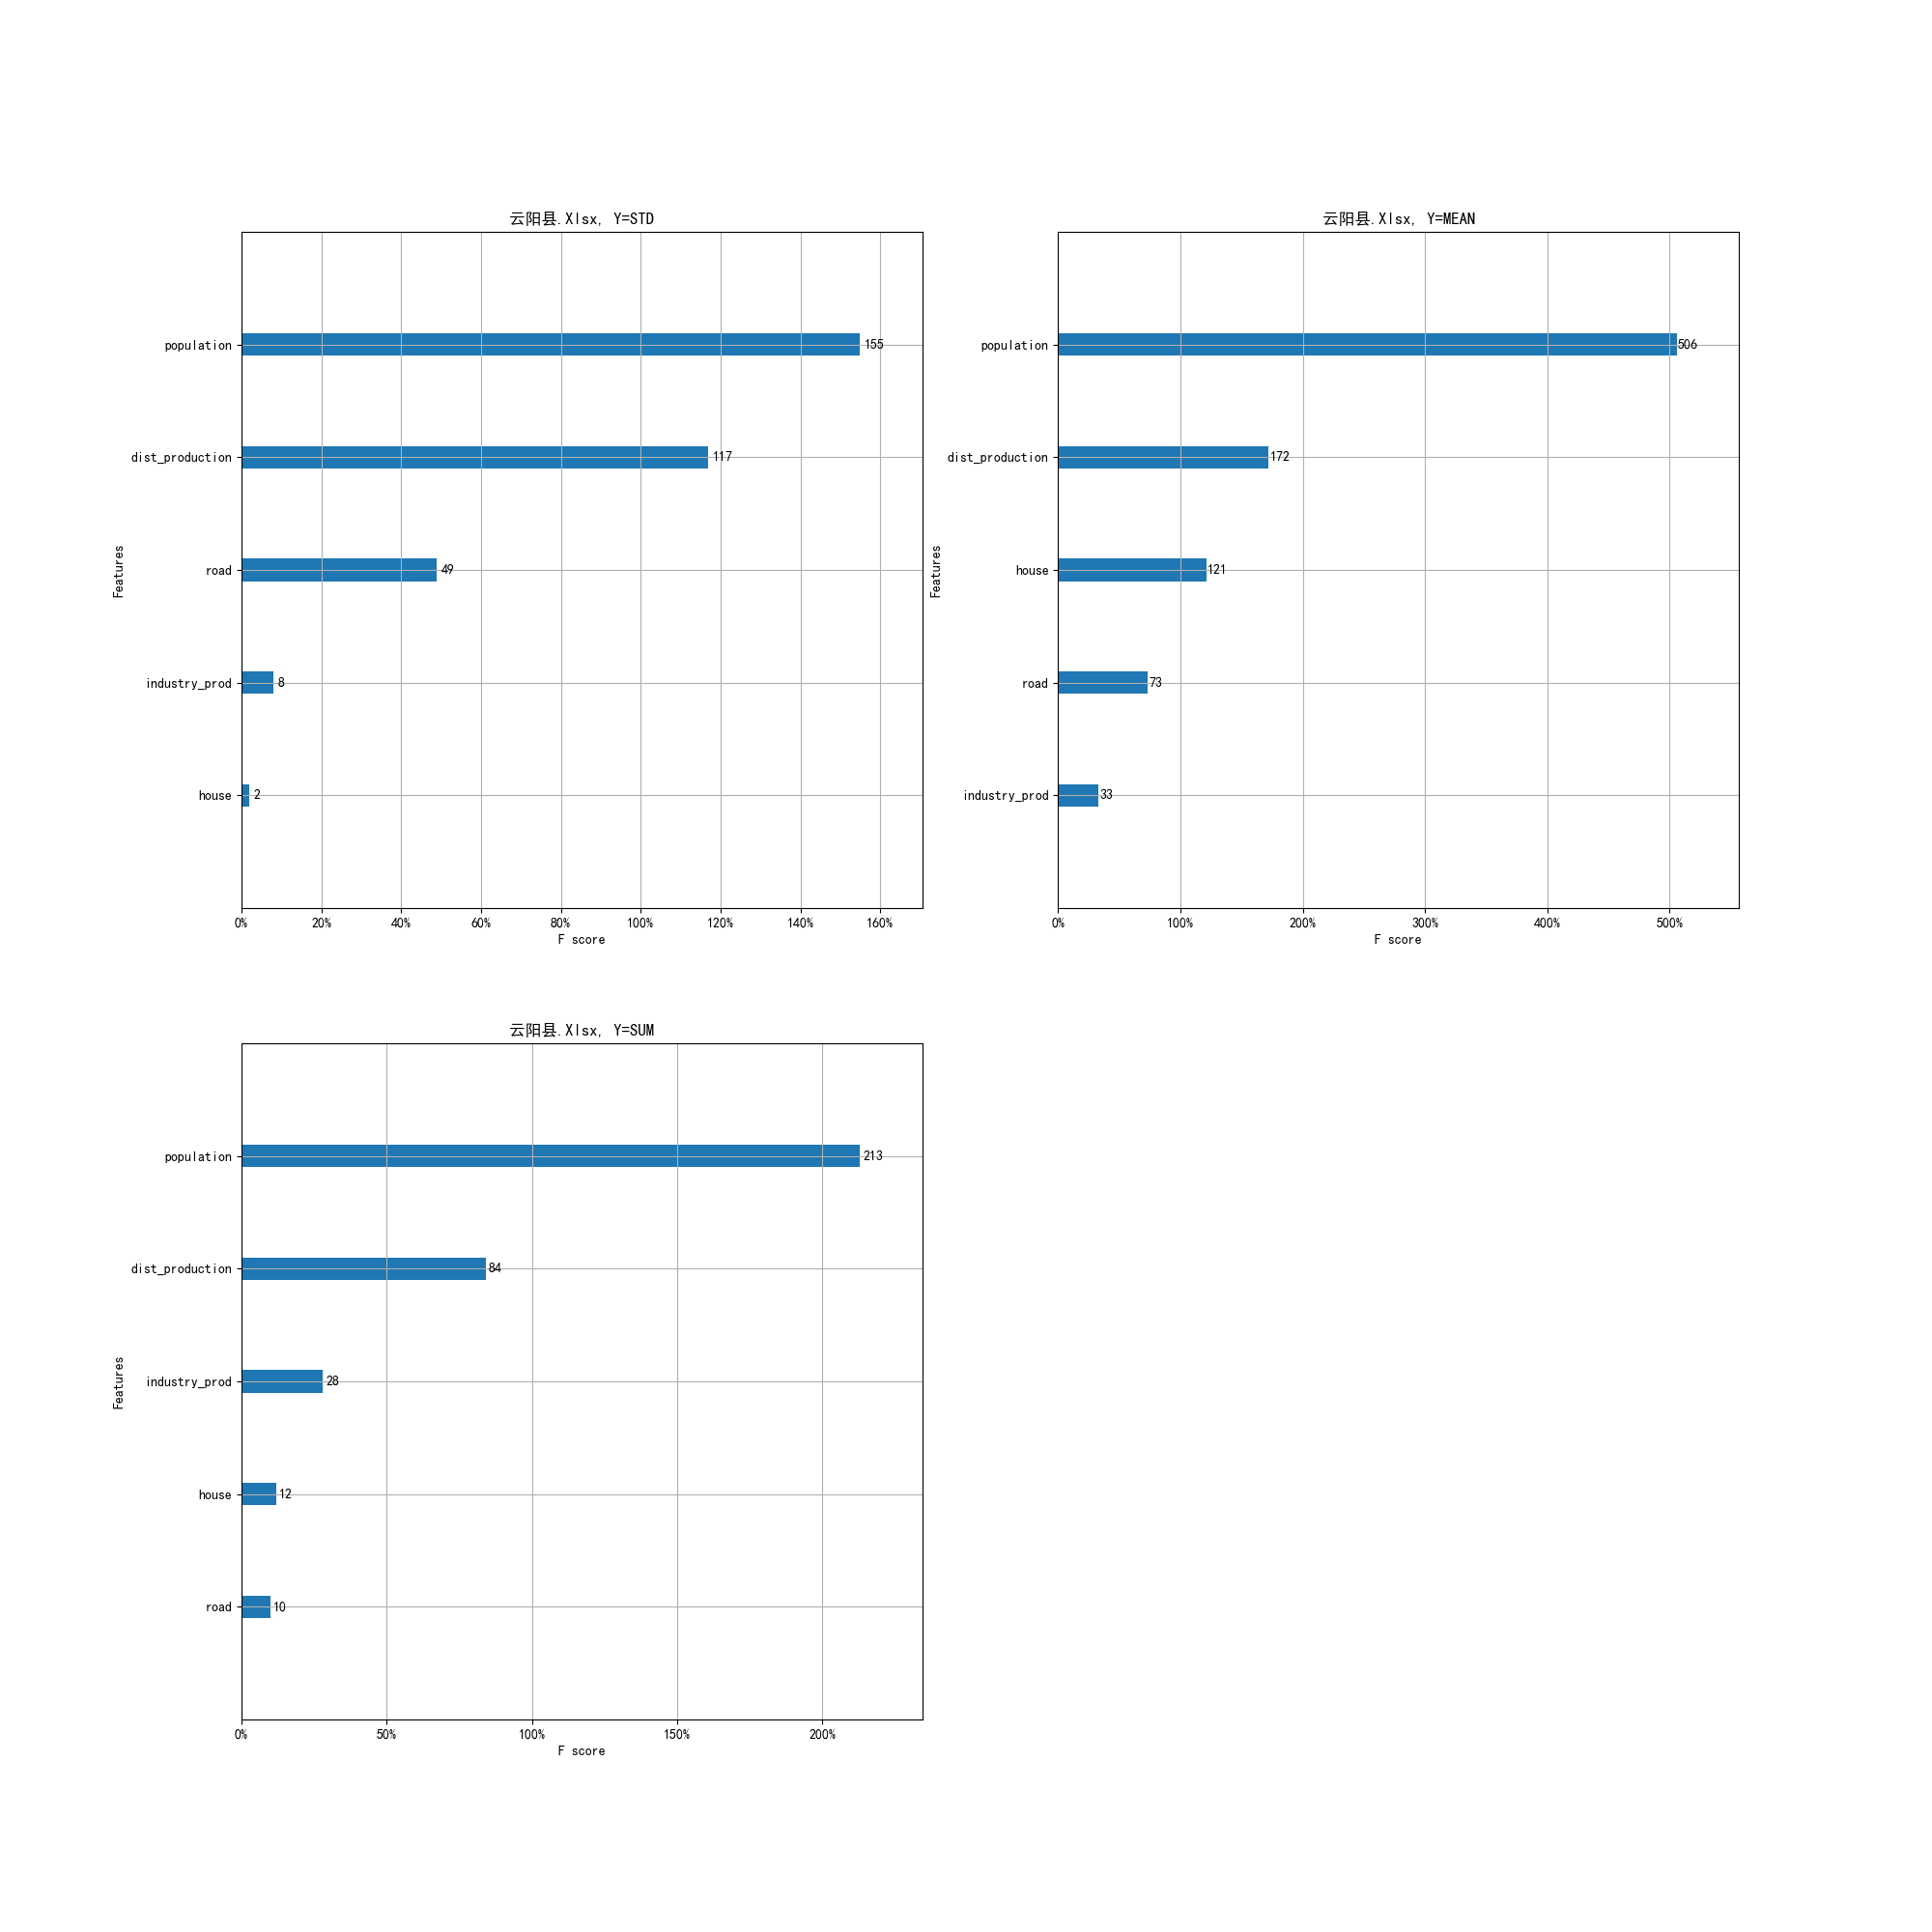 云阳县.Xlsx, Y=STD
population
155
dist_production
117
road
49
industry_prod
8
house
2
Features
0% 20% 40% 60% 80% 100% 120% 140% 160%
F score
云阳县.Xlsx, Y=MEAN
population
506
dist_production
172
house
121
road
73
industry_prod
33
Features
0% 100% 200% 300% 400% 500%
F score
云阳县.Xlsx, Y=SUM
population
213
dist_production
84
industry_prod
28
house
12
road
10
Features
0% 50% 100% 150% 200%
F score